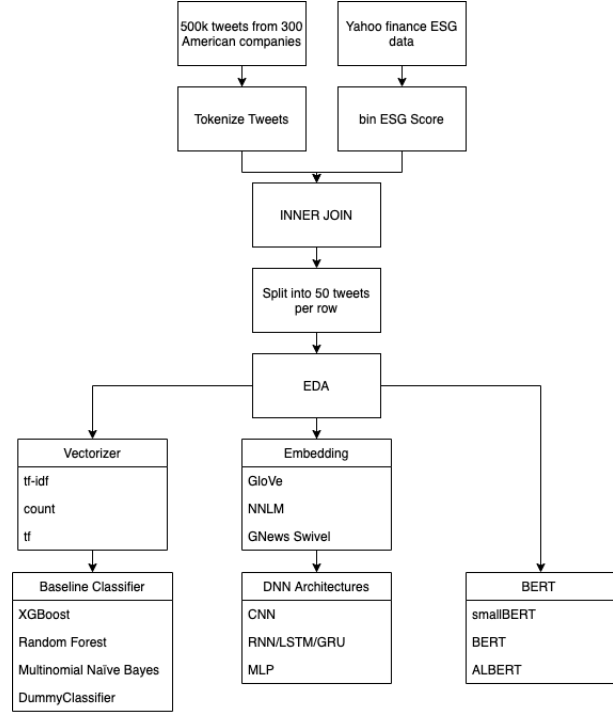 500k tweets from 300
American companies
Yahoo finance ESG
data
Tokenize Tweets
bin ESG Score
INNER JOIN
Split into 50 tweets
per row
EDA
Vectorizer
tf-idf
count
tf
Embedding
GloVe
NNLM
GNews Swivel
Baseline Classifier
XGBoost
Random Forest
Multinomial Naïve Bayes
DummyClassifier
DNN Architectures
CNN
RNN/LSTM/GRU
MLP
BERT
smallBERT
BERT
ALBERT